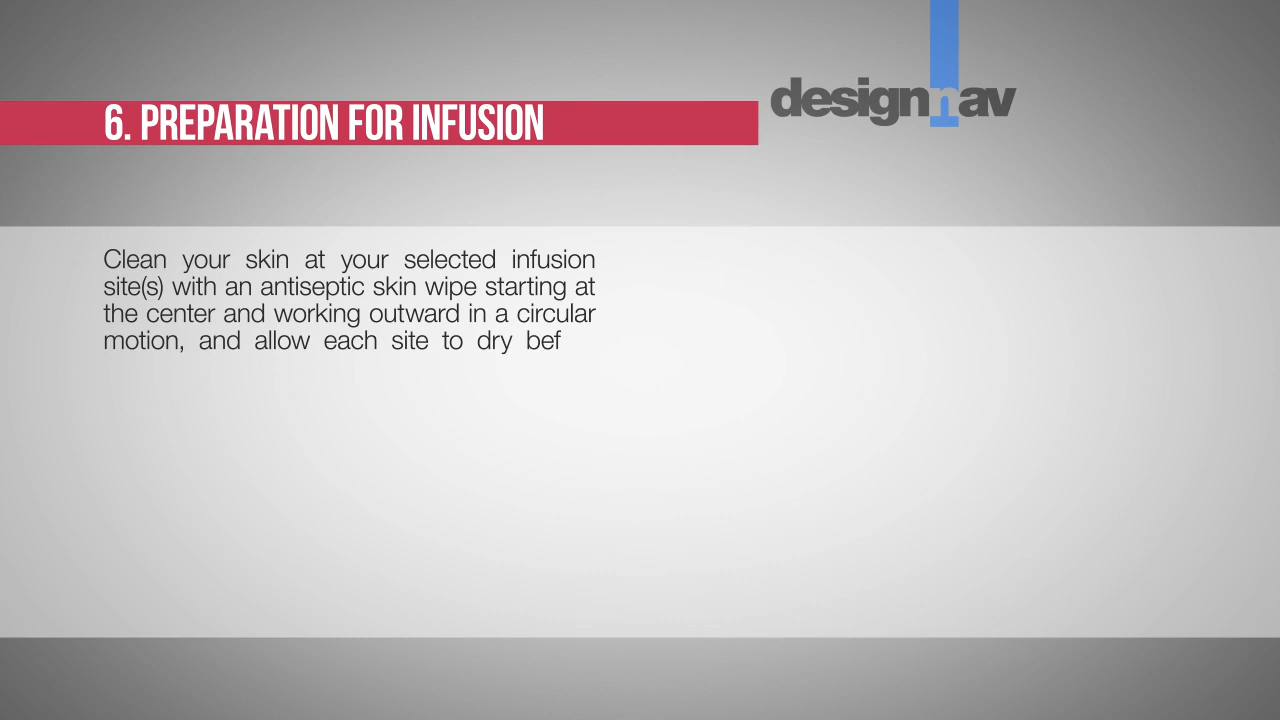 designnav
6. PREPARATION FOR INFUSION
Clean your skin at your selected infusion
site(s) with an antiseptic skin wipe starting at
the center and working outward in a circular
motion, and allow each site to dry bef